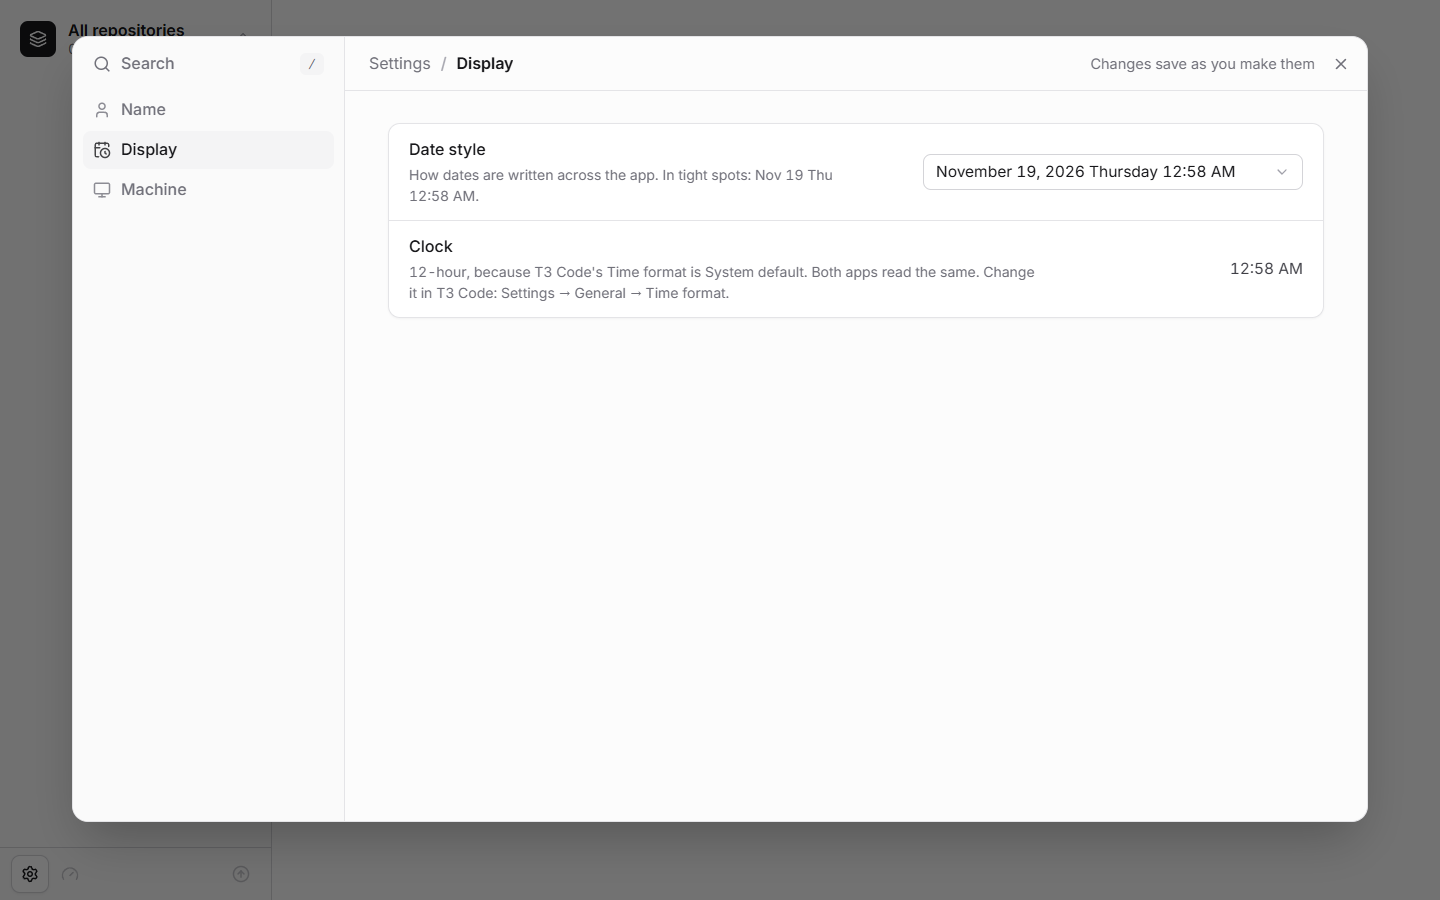 All repositories
Search
/
Name
Display
Machine
Settings / Display
Changes save as you make them
Date style
How dates are written across the app. In tight spots: Nov 19 Thu
12:58 AM.
November 19, 2026 Thursday 12:58 AM
Clock
12-hour, because T3 Code's Time format is System default. Both apps read the same. Change
it in T3 Code: Settings → General → Time format.
12:58 AM